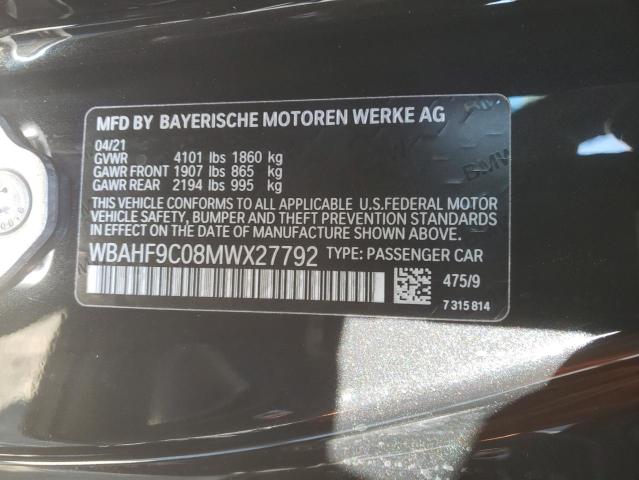 MFD BY BAYERISCHE MOTOREN WERKE AG
04/21
GVWR 4101 lbs 1860 kg
GAWR FRONT 1907 lbs 865 kg
GAWR REAR 2194 lbs 995 kg
THIS VEHICLE CONFORMS TO ALL APPLICABLE U.S.FEDERAL MOTOR
VEHICLE SAFETY, BUMPER AND THEFT PREVENTION STANDARDS
IN EFFECT ON THE DATE OF MANUFACTURE SHOWN ABOVE.
WBAHF9C08MWX27792 TYPE: PASSENGER CAR
475/9
7 315 814
BMW